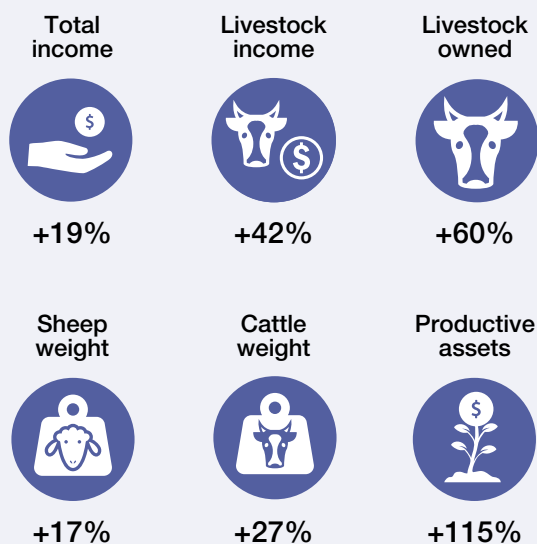 Total
income
$
+19%
Livestock
income
$
+42%
Livestock
owned
+60%
Sheep
weight
+17%
Cattle
weight
+27%
Productive
assets
$
+115%